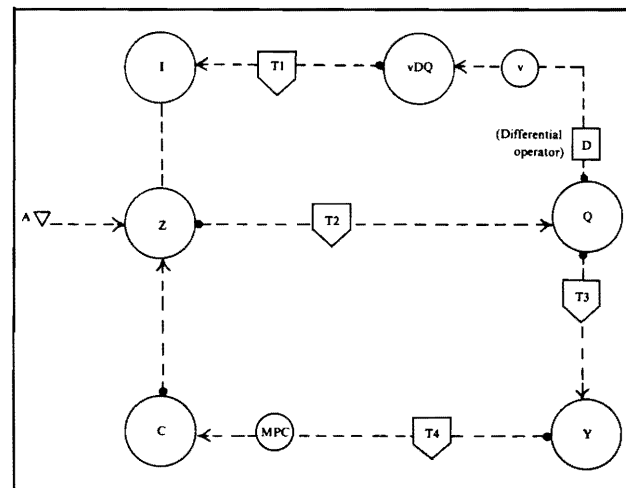 I
T1
vDQ
v
(Differential
operator)
D
A
Z
T2
Q
T3
C
MPC
T4
Y